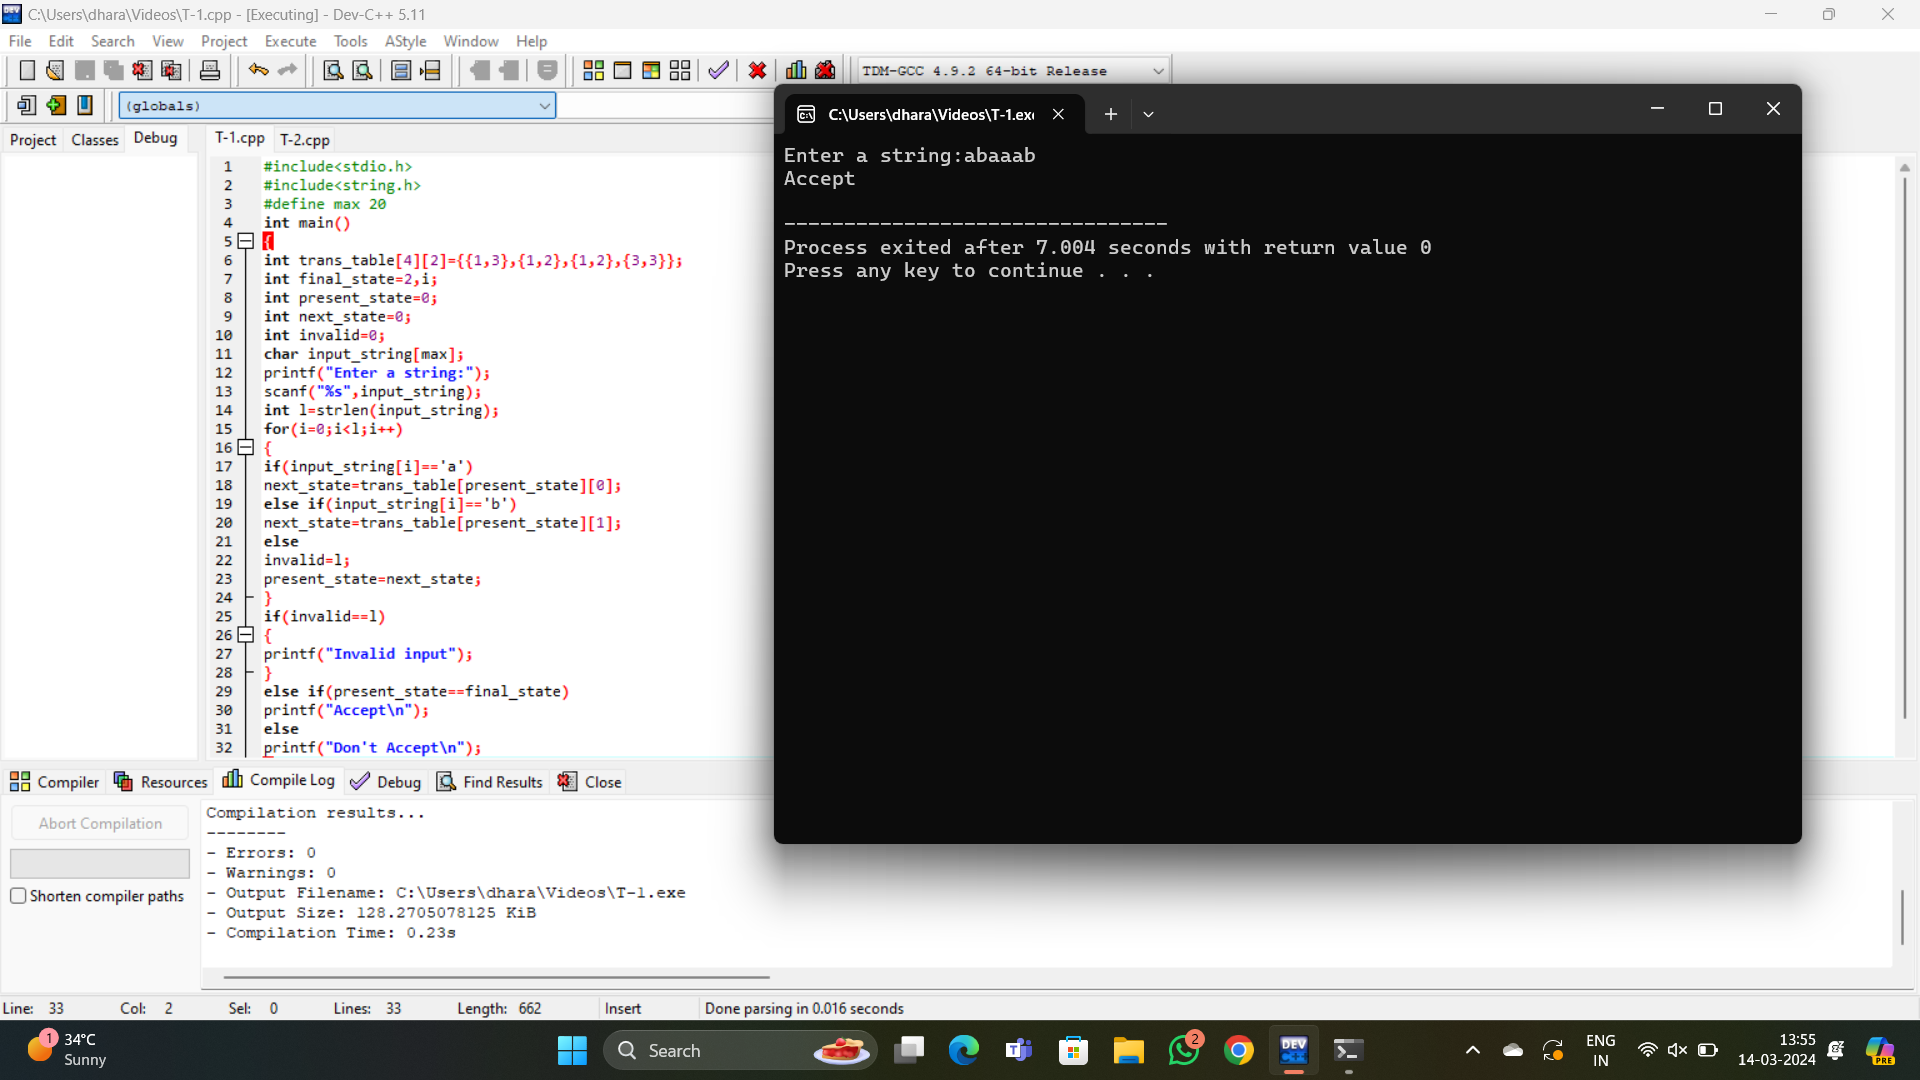 C:\Users\dhara\Videos\T-1.cpp - [Executing] - Dev-C++ 5.11
File Edit Search View Project Execute Tools AStyle Window Help
TDM-GCC 4.9.2 64-bit Release
(globals)
Project Classes Debug
T-1.cpp T-2.cpp
1 #include<stdio.h>
2 #include<string.h>
3 #define max 20
4 int main()
5 {
6 int trans_table[4][2]={{1,3},{1,2},{1,2},{3,3}};
7 int final_state=2,i;
8 int present_state=0;
9 int next_state=0;
10 int invalid=0;
11 char input_string[max];
12 printf("Enter a string:");
13 scanf("%s",input_string);
14 int l=strlen(input_string);
15 for(i=0;i<l;i++)
16 {
17 if(input_string[i]=='a')
18 next_state=trans_table[present_state][0];
19 else if(input_string[i]=='b')
20 next_state=trans_table[present_state][1];
21 else
22 invalid=l;
23 present_state=next_state;
24 }
25 if(invalid==l)
26 {
27 printf("Invalid input");
28 }
29 else if(present_state==final_state)
30 printf("Accept\n");
31 else
32 printf("Don't Accept\n");
C:\Users\dhara\Videos\T-1.ex
Enter a string:abaaab
Accept
--------------------------------
Process exited after 7.004 seconds with return value 0
Press any key to continue . . .
Compiler Resources Compile Log Debug Find Results Close
Abort Compilation
Shorten compiler paths
Compilation results...
--------
- Errors: 0
- Warnings: 0
- Output Filename: C:\Users\dhara\Videos\T-1.exe
- Output Size: 128.2705078125 KiB
- Compilation Time: 0.23s
Line: 33 Col: 2 Sel: 0 Lines: 33 Length: 662 Insert Done parsing in 0.016 seconds
1
34°C
Sunny
Search
2
DEV
C++
ENG
IN
13:55
14-03-2024
PRE